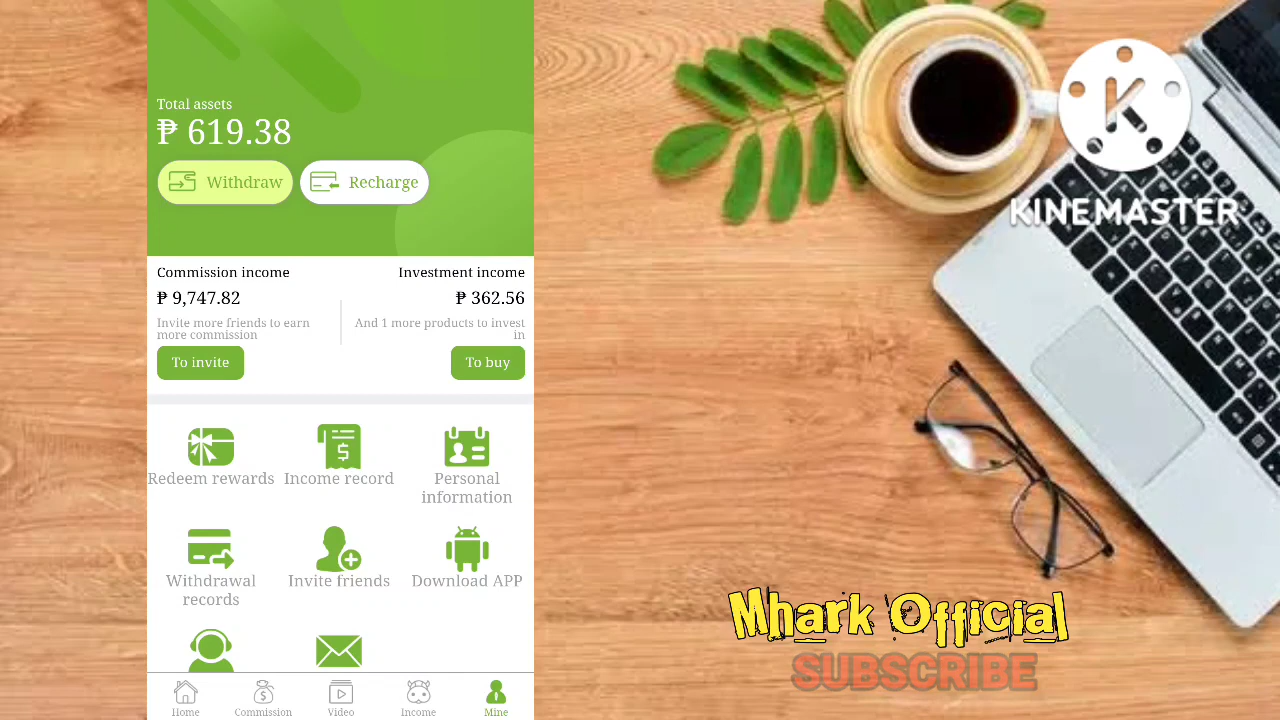 Total assets
₱ 619.38
Withdraw
Recharge
Commission income
Investment income
₱ 9,747.82
₱ 362.56
Invite more friends to earn
more commission
And 1 more products to invest
in
To invite
To buy
Redeem rewards
Income record
Personal
information
Withdrawal
records
Invite friends
Download APP
Home
Commission
Video
Income
Mine
KINEMASTER
Mhark Official
SUBSCRIBE